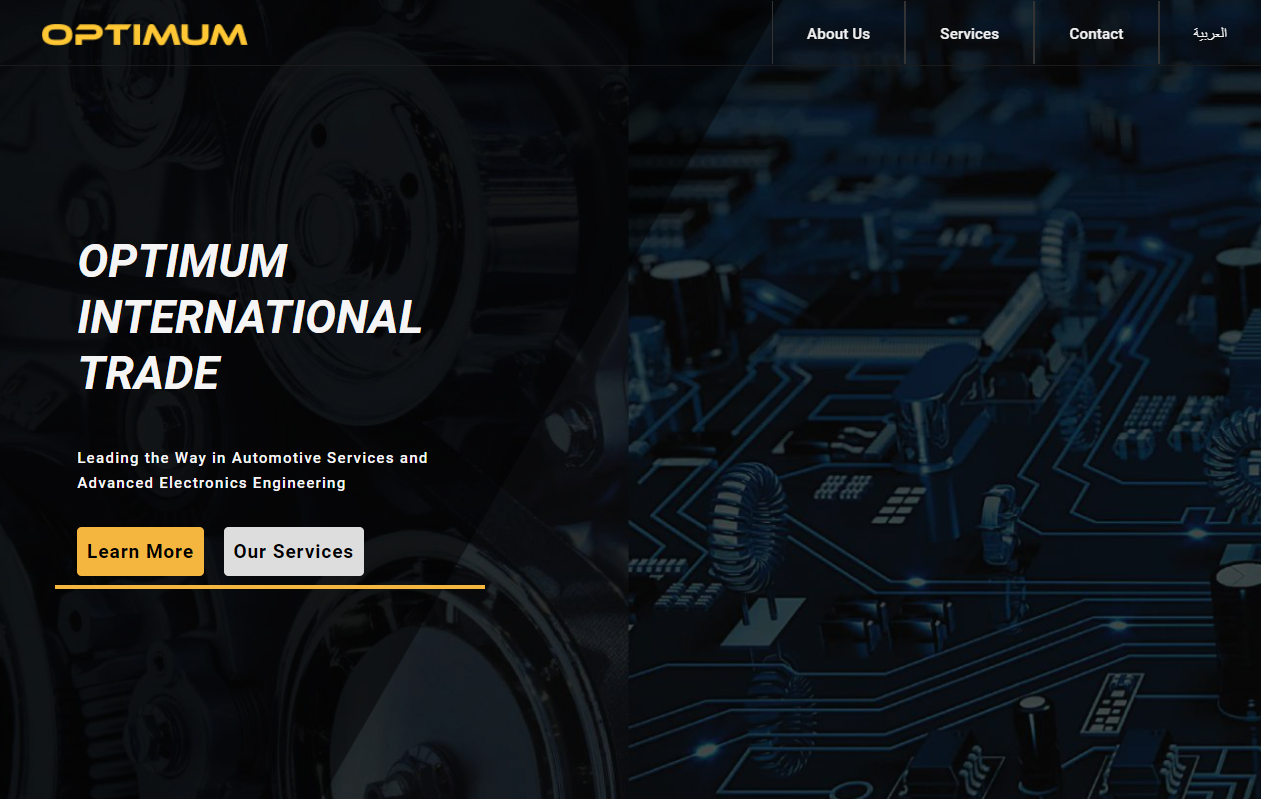 OPTIMUM
About Us
Services
Contact
العربية
OPTIMUM
INTERNATIONAL
TRADE
Leading the Way in Automotive Services and
Advanced Electronics Engineering
Learn More
Our Services